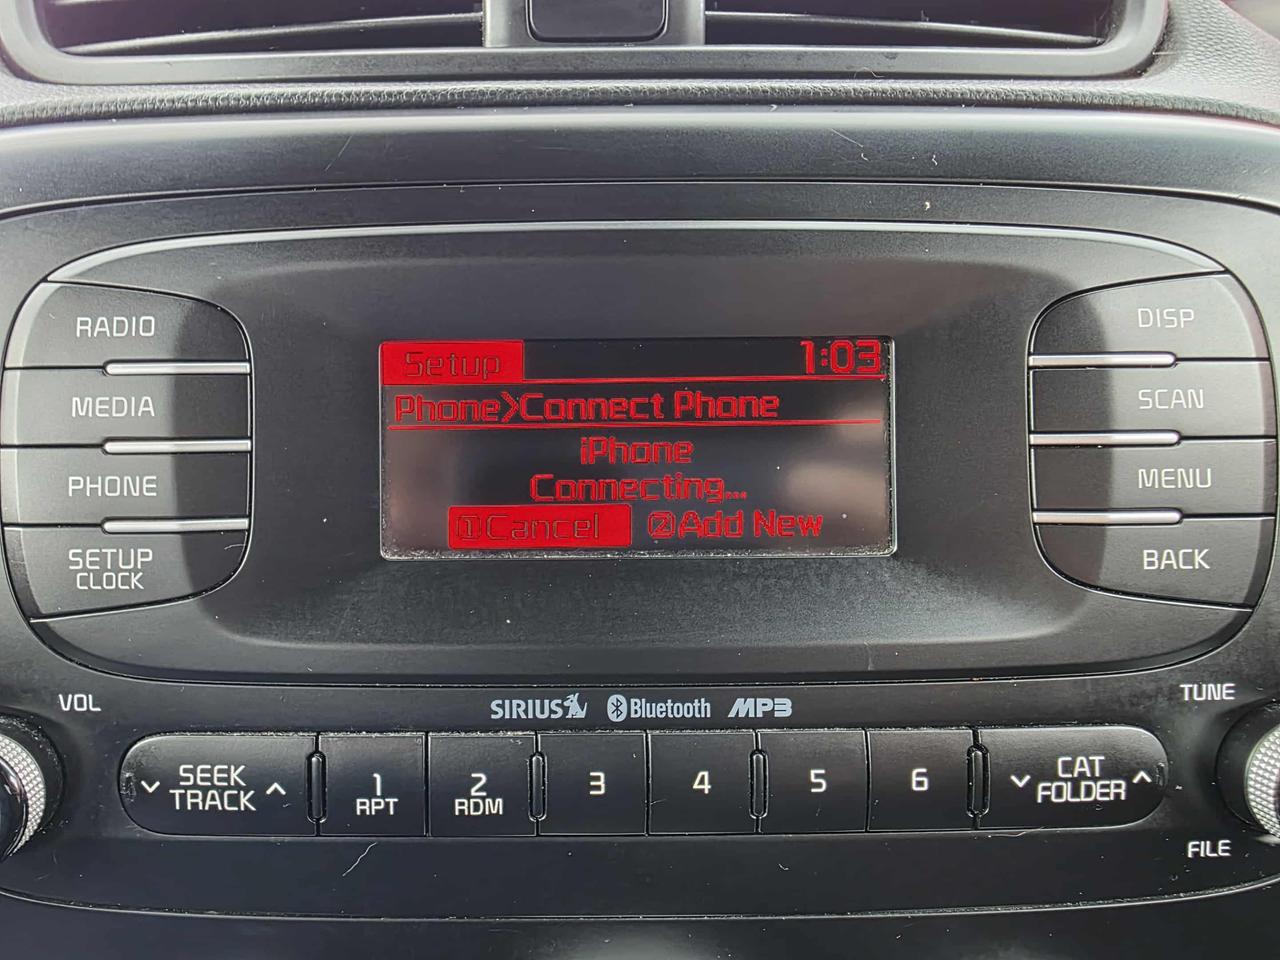 RADIO
MEDIA
PHONE
SETUP
CLOCK
Setup 1:03
Phone>Connect Phone
iPhone
Connecting...
1Cancel 2Add New
DISP
SCAN
MENU
BACK
VOL
SIRIUS Bluetooth MP3
TUNE
SEEK
TRACK
1
RPT
2
RDM
3
4
5
6
CAT
FOLDER
FILE